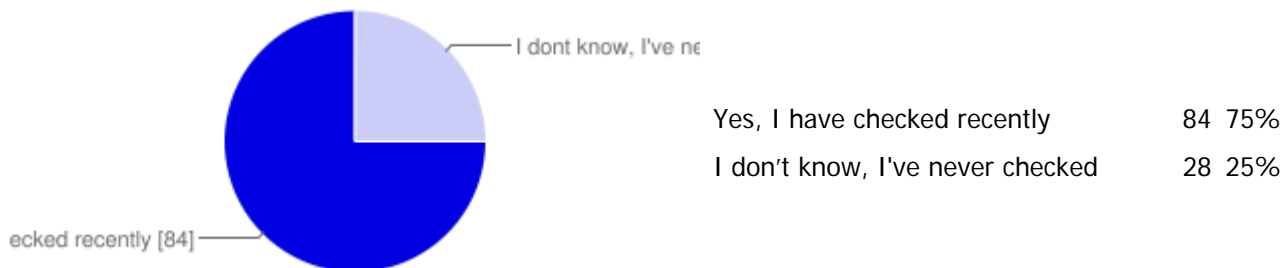 I dont know, I've ne
Yes, I have checked recently 84 75%
I don't know, I've never checked 28 25%
ecked recently [84]